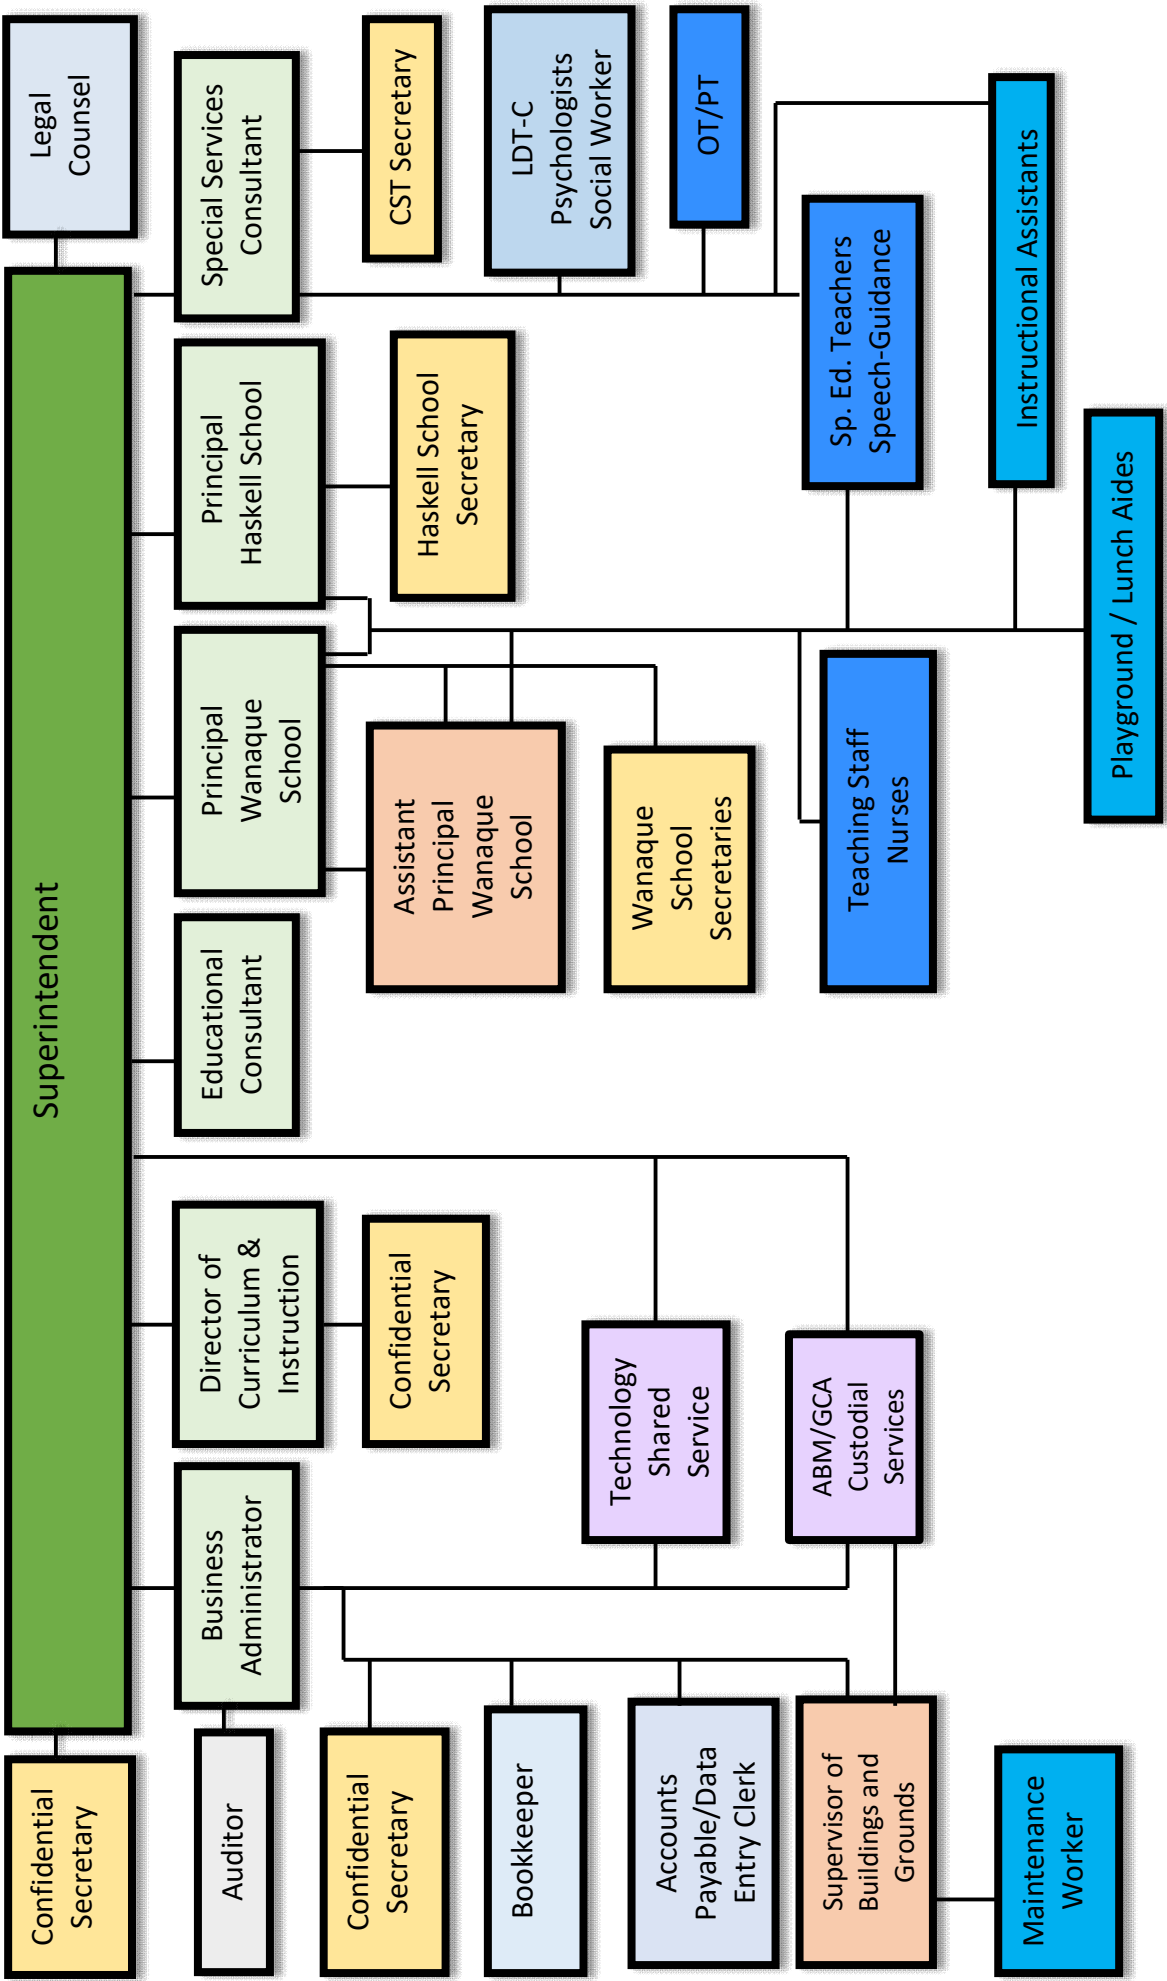 Confidential
Secretary
Superintendent
Legal
Counsel
Auditor
Business
Administrator
Director of
Curriculum &
Instruction
Educational
Consultant
Principal
Wanaque
School
Principal
Haskell School
Special Services
Consultant
Confidential
Secretary
Confidential
Secretary
Assistant
Principal
Wanaque
School
Haskell School
Secretary
CST Secretary
Bookkeeper
LDT-C
Psychologists
Social Worker
Accounts
Payable/Data
Entry Clerk
Technology
Shared
Service
Wanaque
School
Secretaries
OT/PT
Supervisor of
Buildings and
Grounds
ABM/GCA
Custodial
Services
Teaching Staff
Nurses
Sp. Ed. Teachers
Speech-Guidance
Maintenance
Worker
Instructional Assistants
Playground / Lunch Aides